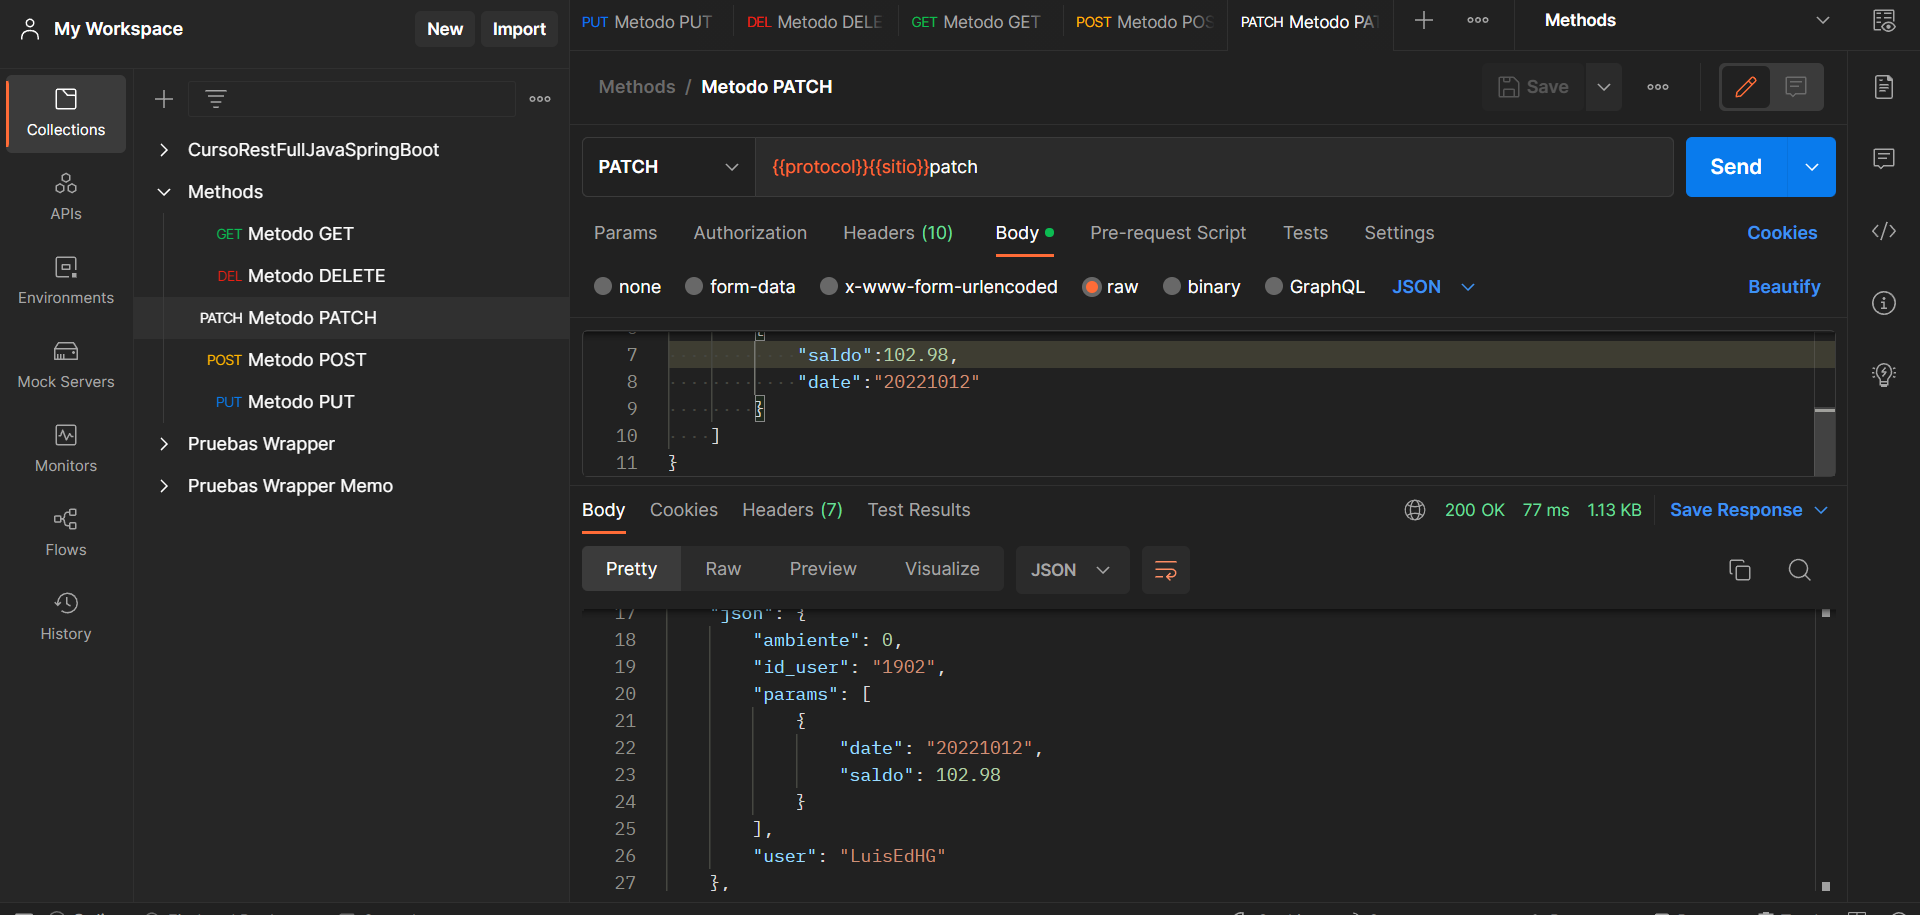 My Workspace
New
Import
PUT Metodo PUT
DEL Metodo DELE
GET Metodo GET
POST Metodo POS
PATCH Metodo PAT
Methods
Collections
APIs
Environments
Mock Servers
Monitors
Flows
History
CursoRestFullJavaSpringBoot
Methods
GET Metodo GET
DEL Metodo DELETE
PATCH Metodo PATCH
POST Metodo POST
PUT Metodo PUT
Pruebas Wrapper
Pruebas Wrapper Memo
Methods / Metodo PATCH
Save
PATCH
{{protocol}}{{sitio}}patch
Send
Params Authorization Headers (10) Body Pre-request Script Tests Settings
Cookies
none form-data x-www-form-urlencoded raw binary GraphQL JSON
Beautify
7 "saldo":102.98,
8 "date":"20221012"
9 }
10 ]
11 }
Body Cookies Headers (7) Test Results
200 OK 77 ms 1.13 KB Save Response
Pretty Raw Preview Visualize JSON
17 "json": {
18 "ambiente": 0,
19 "id_user": "1902",
20 "params": [
21 {
22 "date": "20221012",
23 "saldo": 102.98
24 }
25 ],
26 "user": "LuisEdHG"
27 },